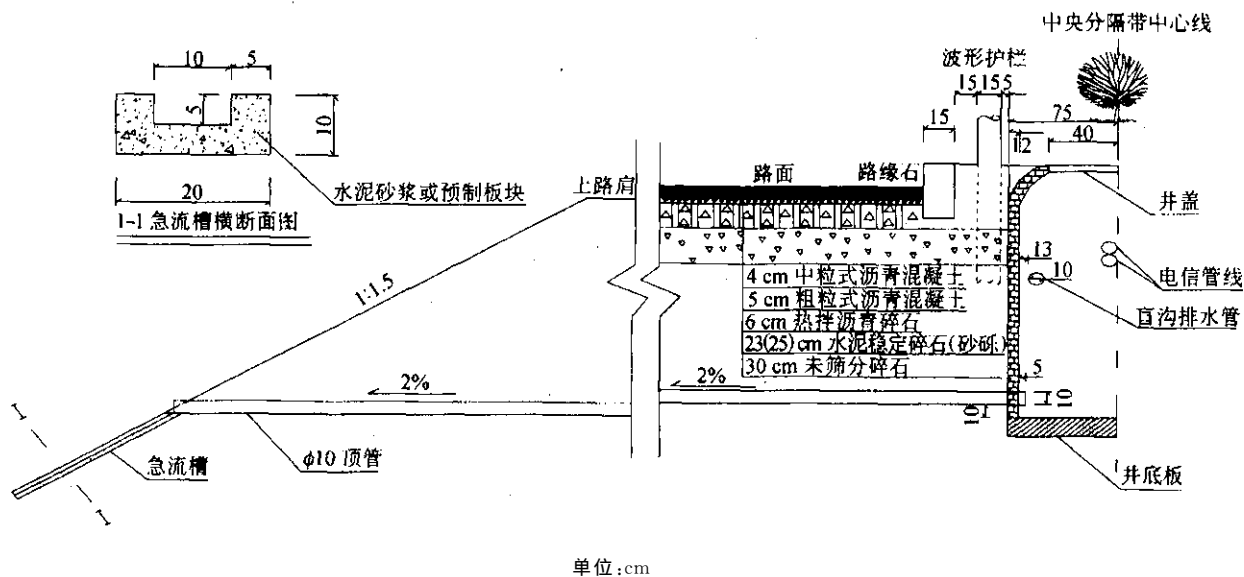 中央分隔带中心线
10
5
波形护栏
15
15
5
75
5
10
15
12
40
20
水泥砂浆或预制板块
上路肩
路面
路缘石
井盖
1-1 急流槽横断面图
13
4 cm 中粒式沥青混凝土
10
电信管线
1:1.5
5 cm 粗粒式沥青混凝土
盲沟排水管
6 cm 热拌沥青碎石
23(25) cm 水泥稳定碎石(砂砾)
2%
2%
30 cm 未筛分碎石
5
I
10
10
急流槽
φ10 顶管
井底板
I
单位:cm